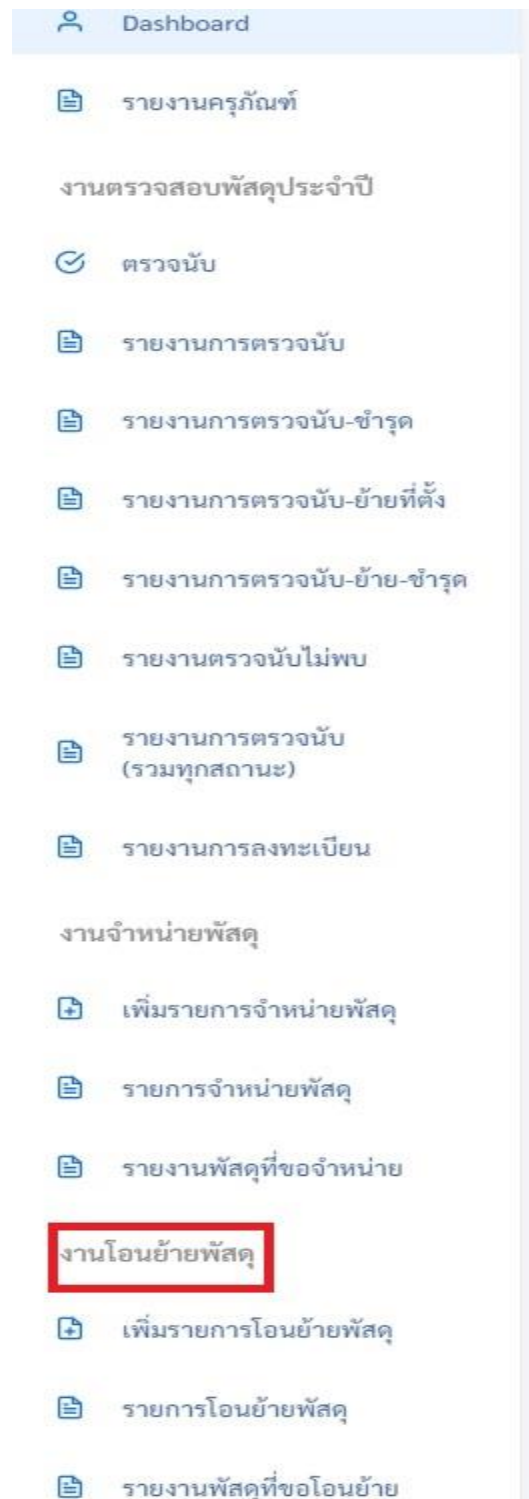 Dashboard
รายงานครุภัณฑ์
งานตรวจสอบพัสดุประจำปี
ตรวจนับ
รายงานการตรวจนับ
รายงานการตรวจนับ-ชำรุด
รายงานการตรวจนับ-ย้ายที่ตั้ง
รายงานการตรวจนับ-ย้าย-ชำรุด
รายงานตรวจนับไม่พบ
รายงานการตรวจนับ
(รวมทุกสถานะ)
รายงานการลงทะเบียน
งานจำหน่ายพัสดุ
เพิ่มรายการจำหน่ายพัสดุ
รายการจำหน่ายพัสดุ
รายงานพัสดุที่ขอจำหน่าย
งานโอนย้ายพัสดุ
เพิ่มรายการโอนย้ายพัสดุ
รายการโอนย้ายพัสดุ
รายงานพัสดุที่ขอโอนย้าย